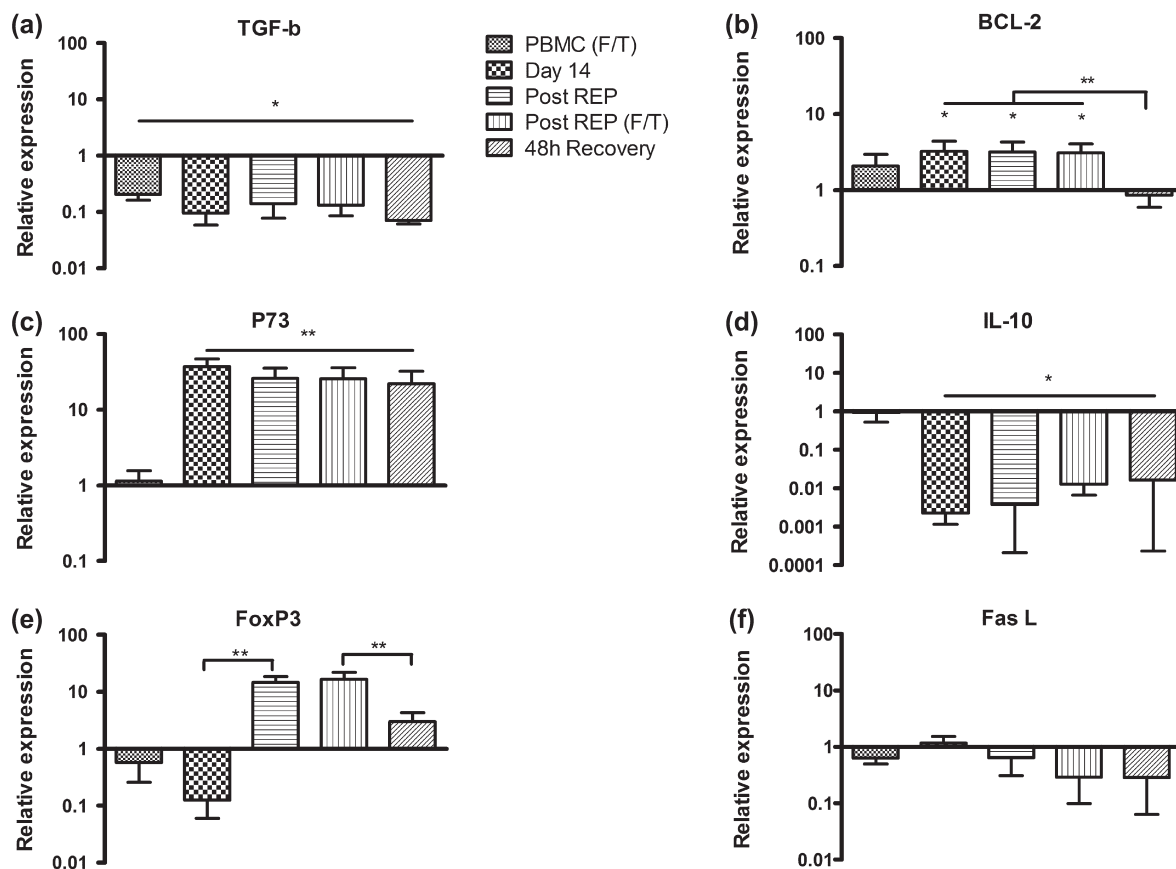 (a)
TGF-b
Relative expression
100
10
1
0.1
0.01
*
PBMC (F/T)
Day 14
Post REP
Post REP (F/T)
48h Recovery
(b)
BCL-2
Relative expression
100
10
1
0.1
**
* * *
(c)
P73
Relative expression
100
10
1
0.1
**
(d)
IL-10
Relative expression
100
10
1
0.1
0.01
0.001
0.0001
*
(e)
FoxP3
Relative expression
100
10
1
0.1
0.01
** **
(f)
Fas L
Relative expression
100
10
1
0.1
0.01